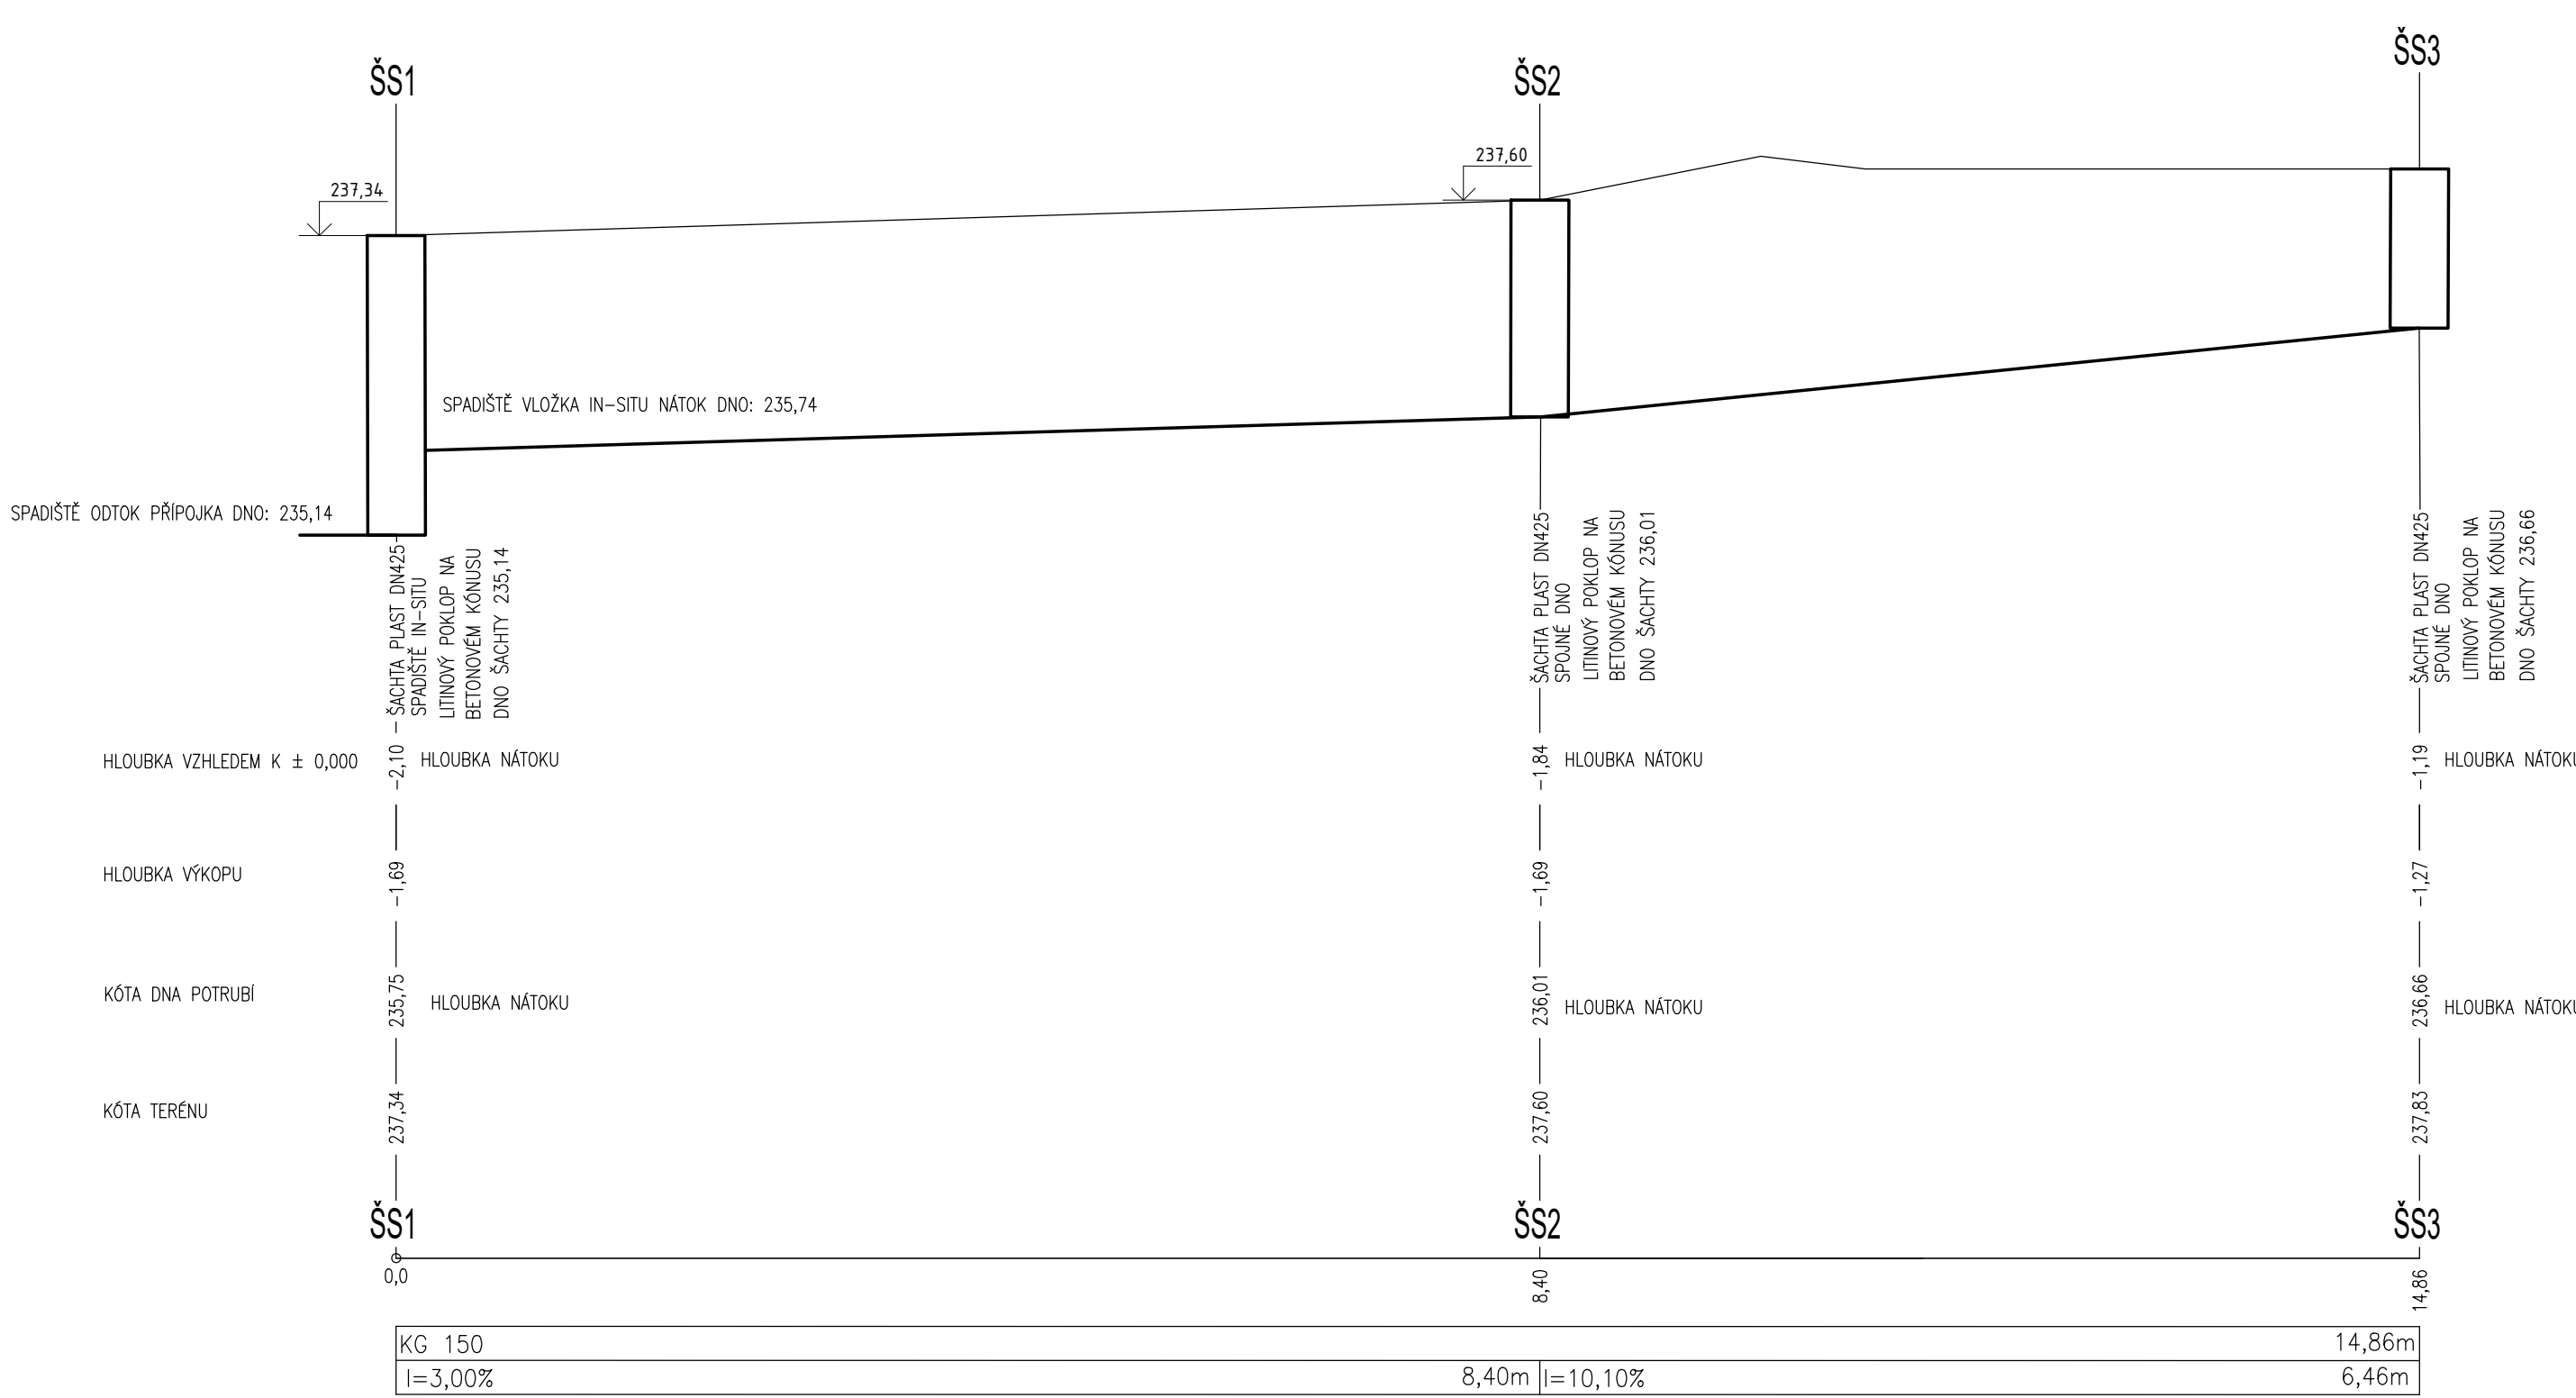 ŠS1
ŠS2
ŠS3
237,34
237,60
SPADIŠTĚ VLOŽKA IN-SITU NÁTOK DNO: 235,74
SPADIŠTĚ ODTOK PŘÍPOJKA DNO: 235,14
ŠACHTA PLAST DN425
SPADIŠTĚ IN-SITU
LITINOVÝ POKLOP NA
BETONOVÉM KÓNUSU
DNO ŠACHTY 235,14
ŠACHTA PLAST DN425
SPOJNÉ DNO
LITINOVÝ POKLOP NA
BETONOVÉM KÓNUSU
DNO ŠACHTY 236,01
ŠACHTA PLAST DN425
SPOJNÉ DNO
LITINOVÝ POKLOP NA
BETONOVÉM KÓNUSU
DNO ŠACHTY 236,66
HLOUBKA VZHLEDEM K ± 0,000
-2,10
HLOUBKA NÁTOKU
-1,84
HLOUBKA NÁTOKU
-1,19
HLOUBKA NÁTOKU
HLOUBKA VÝKOPU
-1,69
-1,69
-1,27
KÓTA DNA POTRUBÍ
235,75
HLOUBKA NÁTOKU
236,01
HLOUBKA NÁTOKU
236,66
HLOUBKA NÁTOKU
KÓTA TERÉNU
237,34
237,60
237,83
ŠS1
ŠS2
ŠS3
0,0
8,40
14,86
KG 150
14,86m
I=3,00%
8,40m
I=10,10%
6,46m